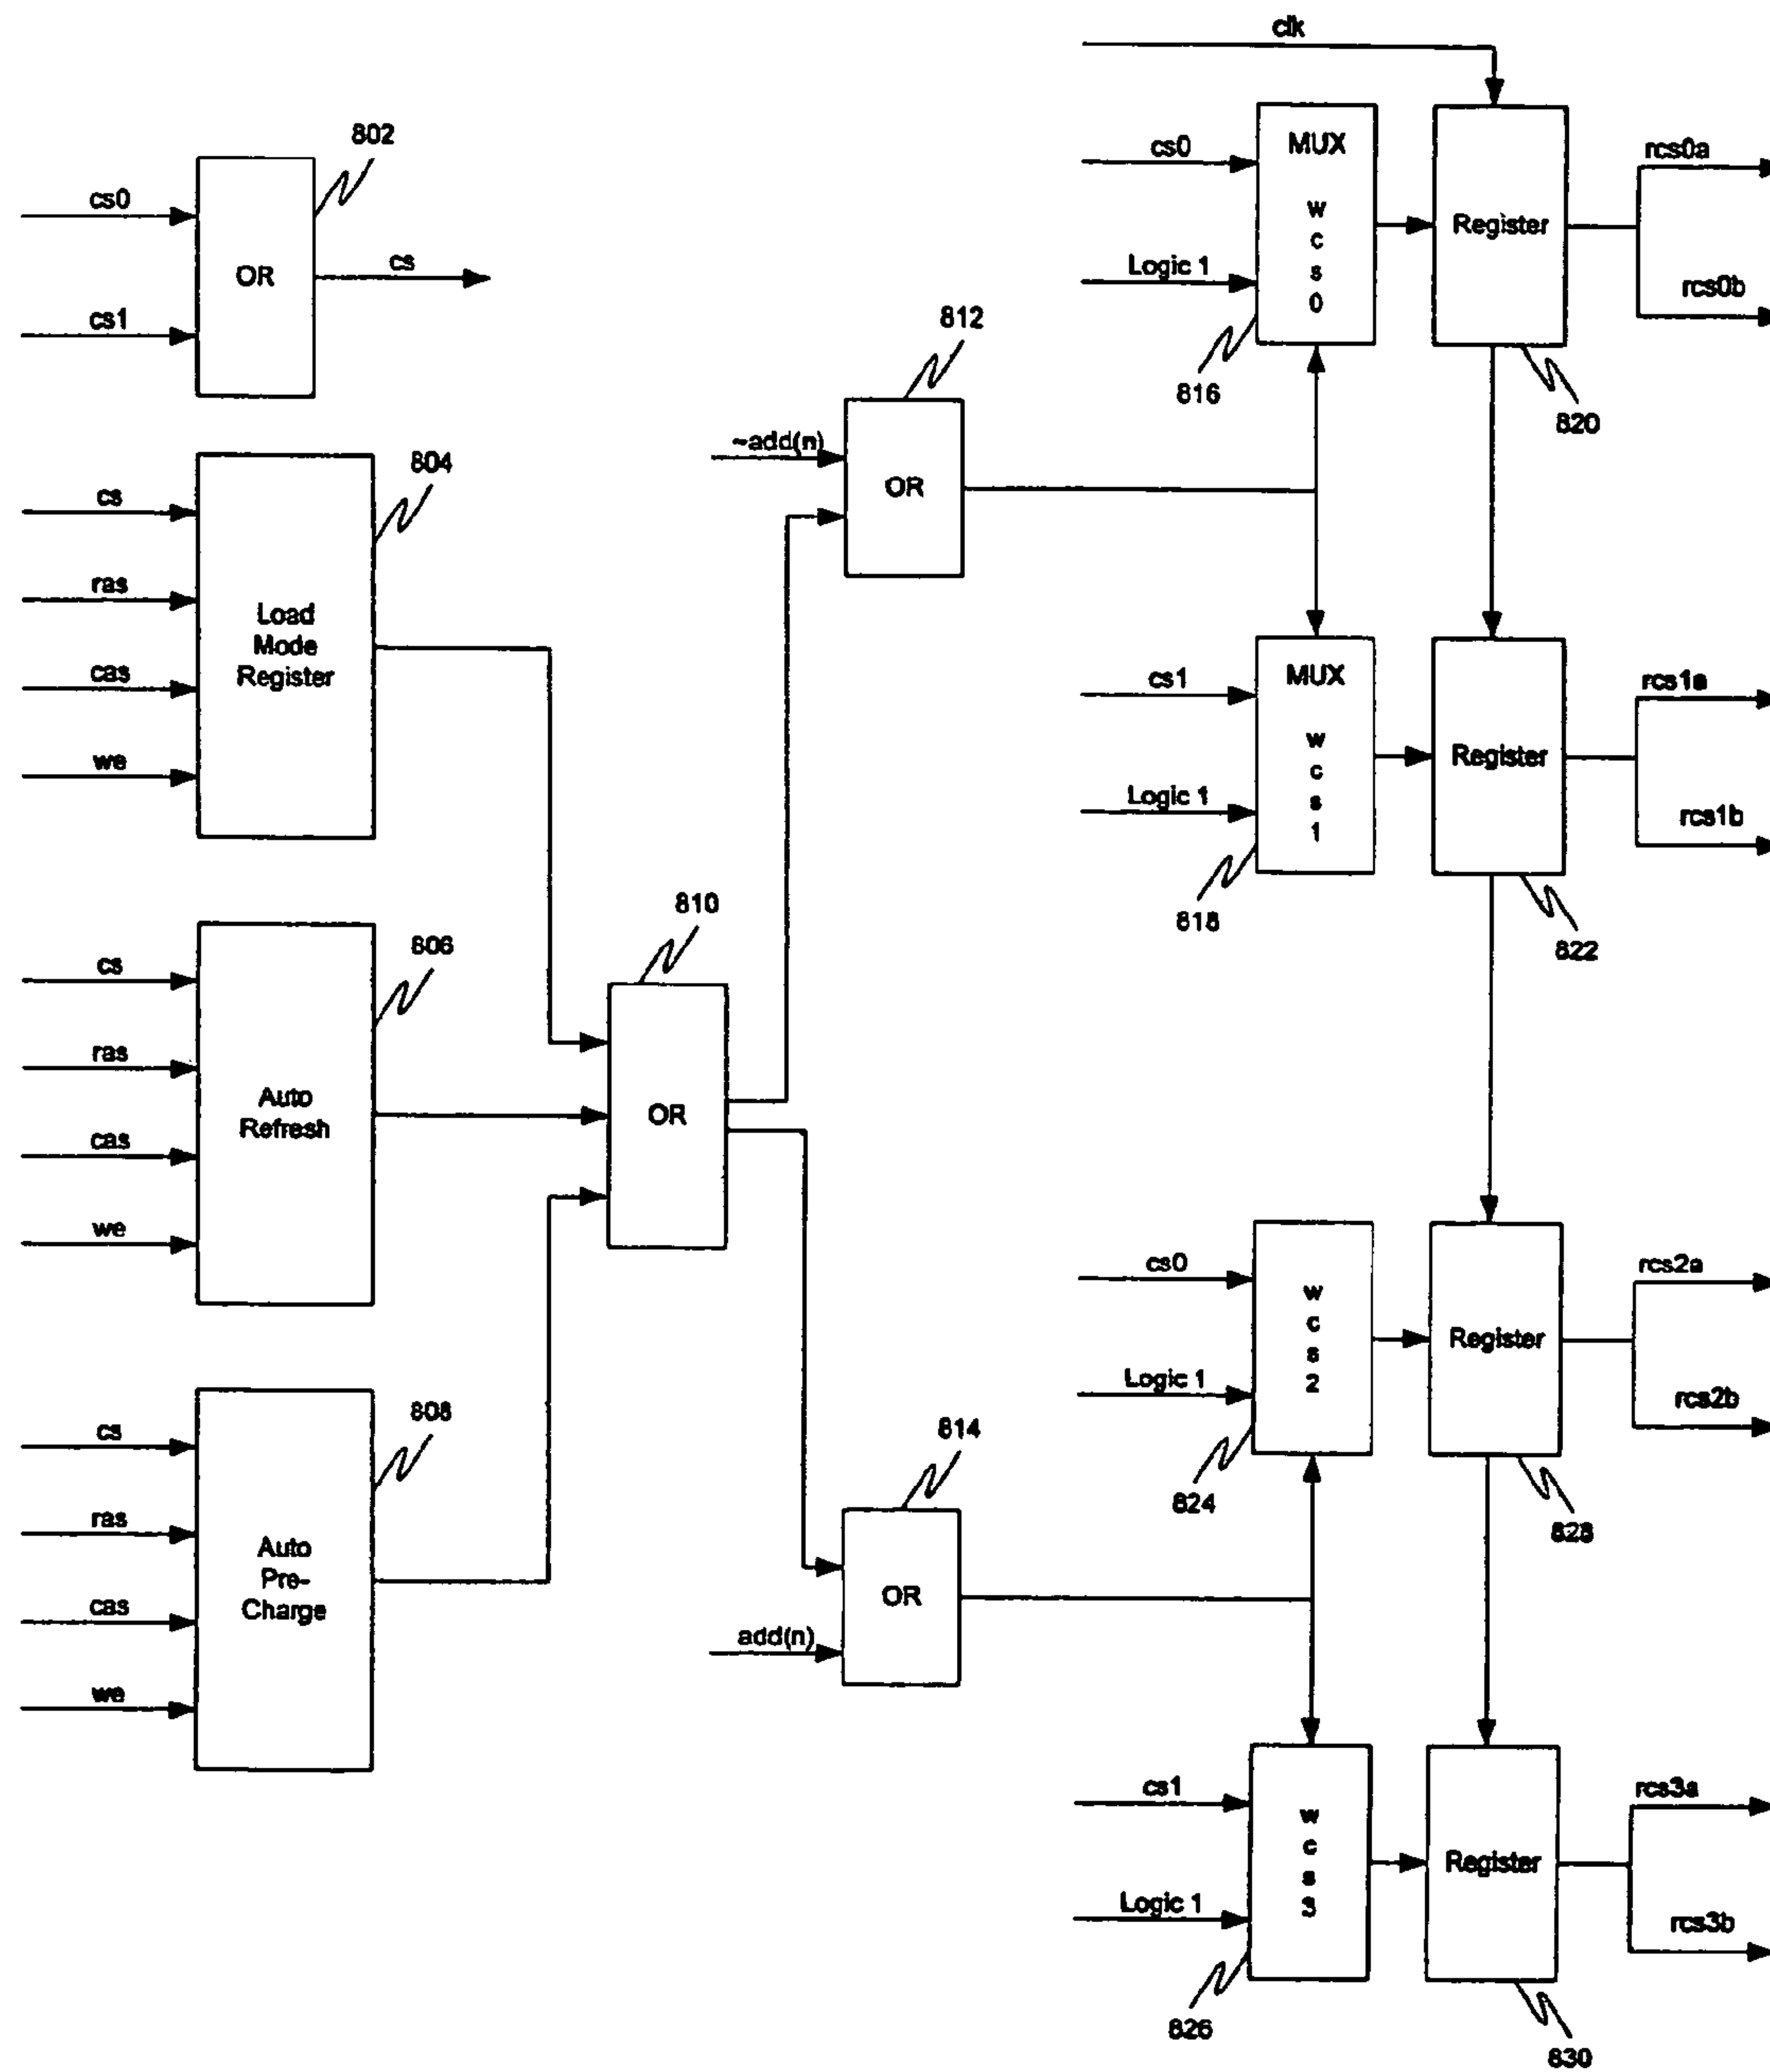 clk
802
cs0
OR
cs
cs1
804
cs
ras
Load
Mode
Register
cas
we
806
cs
ras
Auto
Refresh
cas
we
808
cs
ras
Auto
Pre-
Charge
cas
we
810
OR
812
~add(n)
OR
814
OR
add(n)
cs0
MUX
w
c
s
0
Logic 1
816
Register
820
rcs0a
rcs0b
cs1
MUX
w
c
s
1
Logic 1
818
Register
822
rcs1a
rcs1b
cs0
w
c
s
2
Logic 1
824
Register
828
rcs2a
rcs2b
cs1
w
c
s
3
Logic 1
826
Register
830
rcs3a
rcs3b